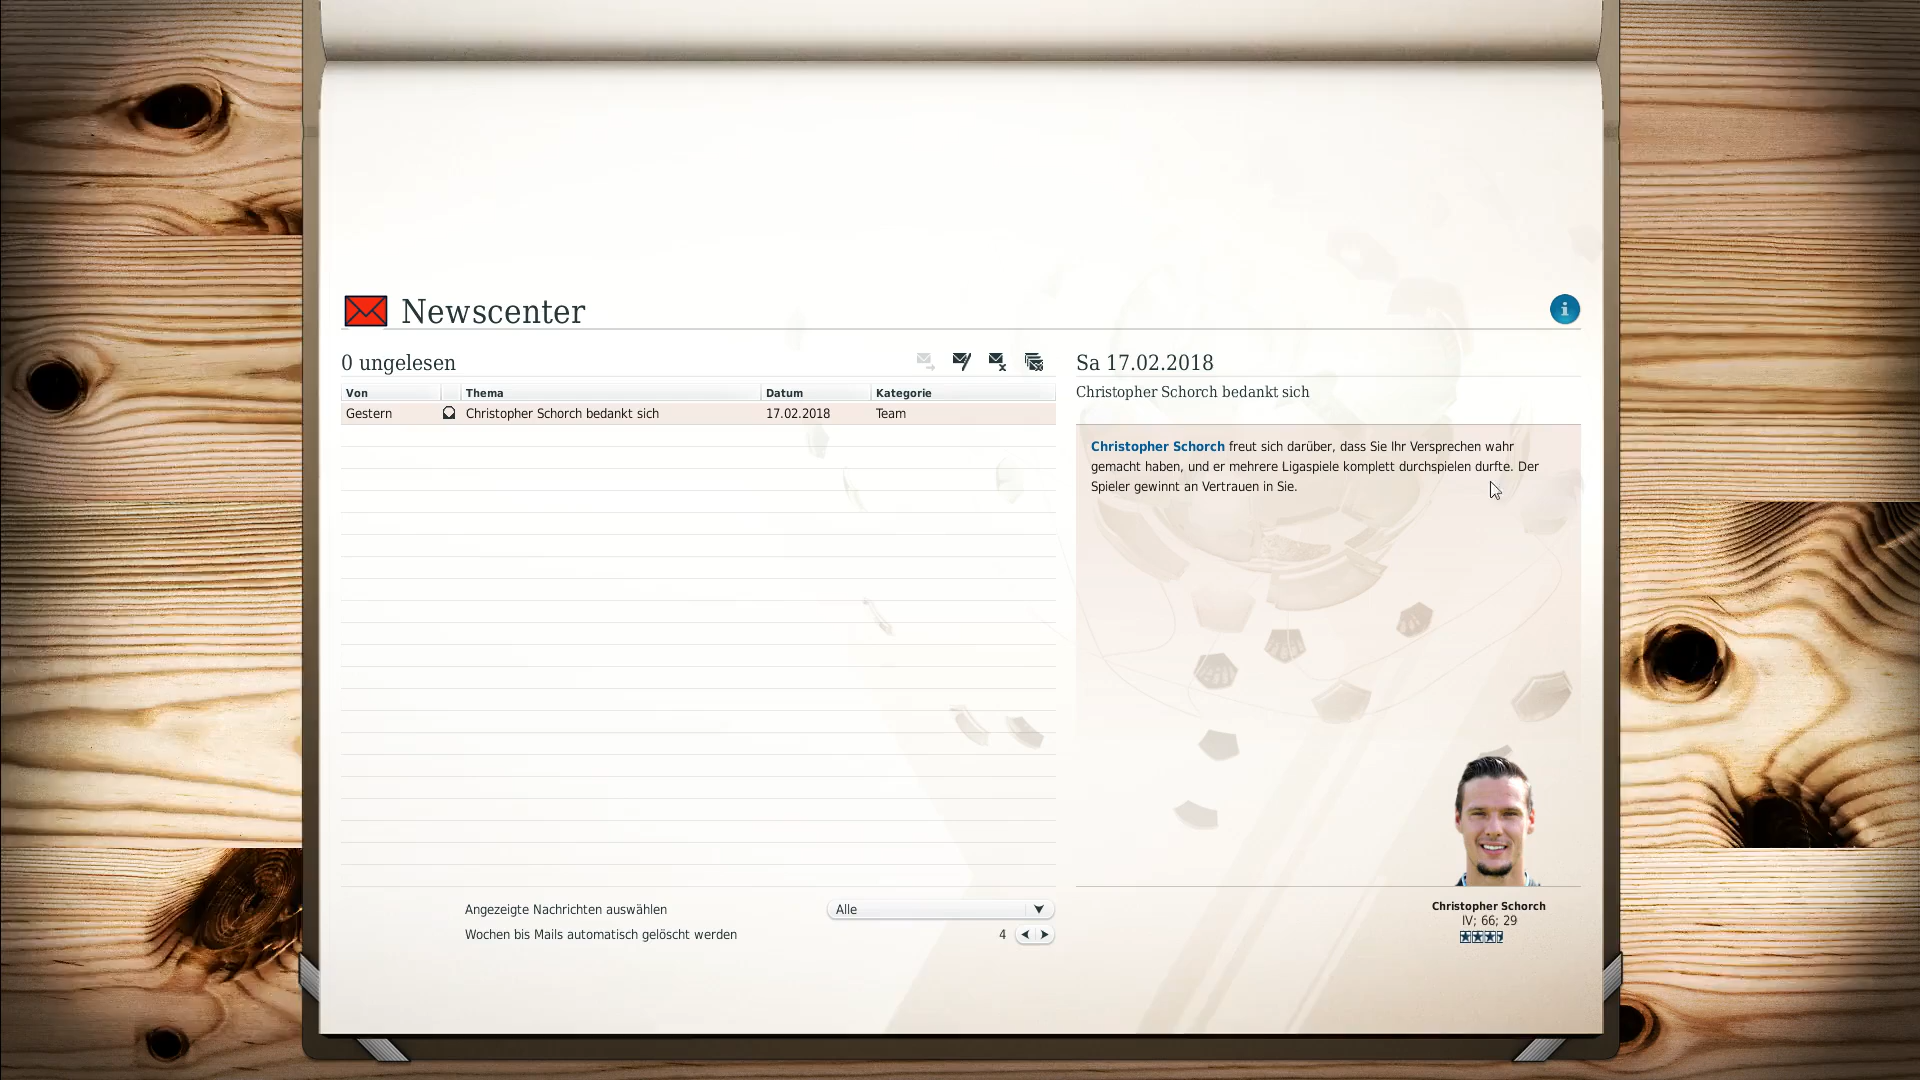 Newscenter
0 ungelesen
Von Thema Datum Kategorie
Gestern Christopher Schorch bedankt sich 17.02.2018 Team
Sa 17.02.2018
Christopher Schorch bedankt sich
Christopher Schorch freut sich darüber, dass Sie Ihr Versprechen wahr
gemacht haben, und er mehrere Ligaspiele komplett durchspielen durfte. Der
Spieler gewinnt an Vertrauen in Sie.
Angezeigte Nachrichten auswählen Alle
Wochen bis Mails automatisch gelöscht werden 4
Christopher Schorch
IV; 66; 29